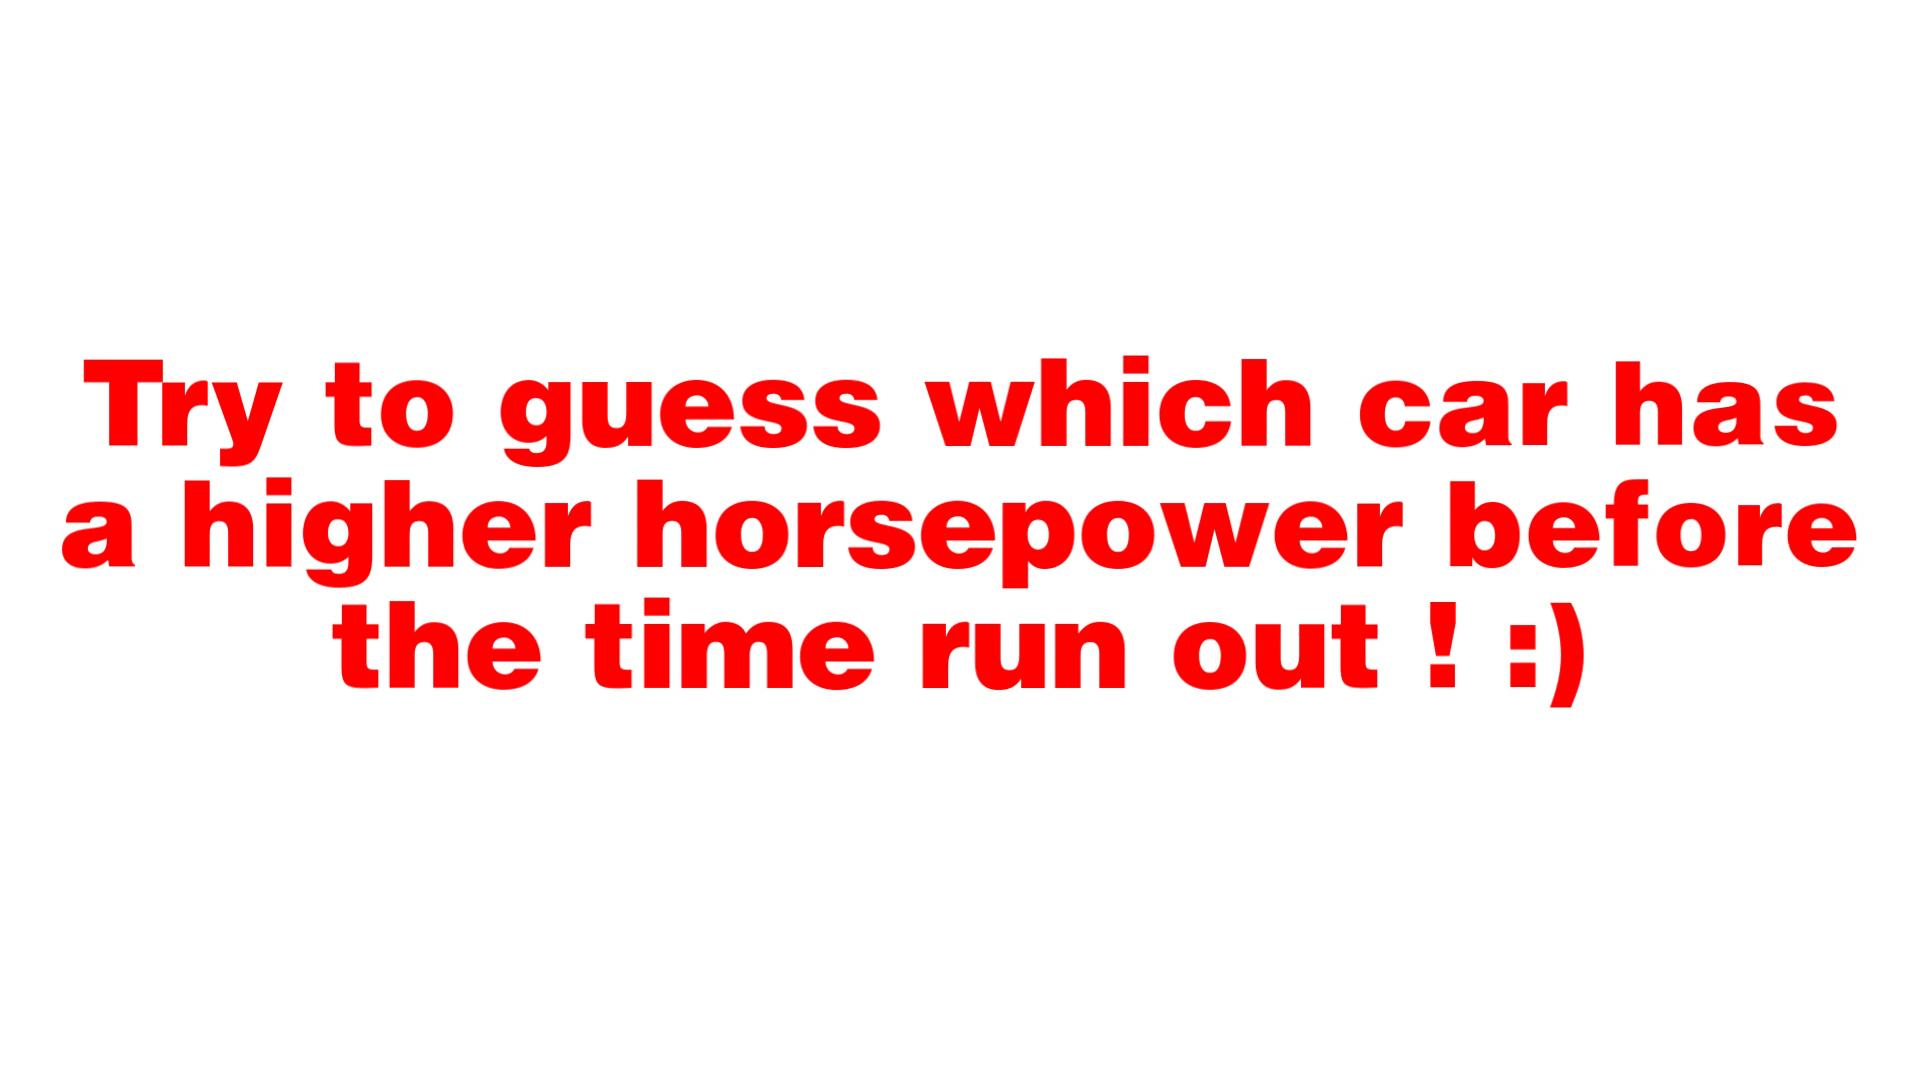 Try to guess which car has
a higher horsepower before
the time run out ! :)